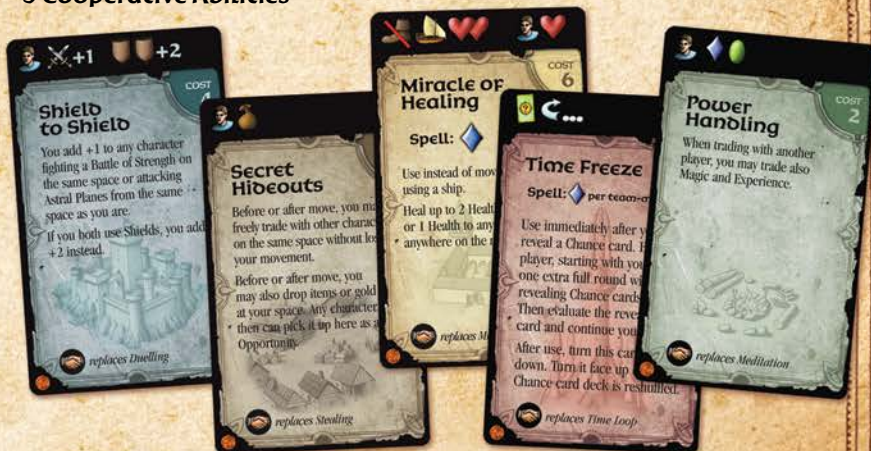 5 Cooperative Abilities
+1 +2
COST
4
Shield
to Shield
You add +1 to any character
fighting a Battle of Strength on
the same space or attacking
Astral Planes from the same
space as you are.
If you both use Shields, you add
+2 instead.
replaces Duelling
Secret
Hideouts
Before or after move, you
freely trade with other
on the same space without
your movement.
Before or after move, you
may also drop items or gold
at your space. Any character
then can pick it up here as
Opportunity.
replaces Stealing
COST
6
Miracle of
Healing
Spell:
Use instead of
using a ship.
Heal up to 2
or 1 Health to any
anywhere on the
replaces
...
Time Freeze
Spell: per
Use immediately after
reveal a Chance card.
player, starting with
one extra full round
revealing Chance cards
Then evaluate the
card and continue
After use, turn this
down. Turn it face up
Chance card deck is reshuffled.
replaces Time Loop
COST
2
Power
Handling
When trading with another
player, you may trade also
Magic and Experience.
replaces Meditation